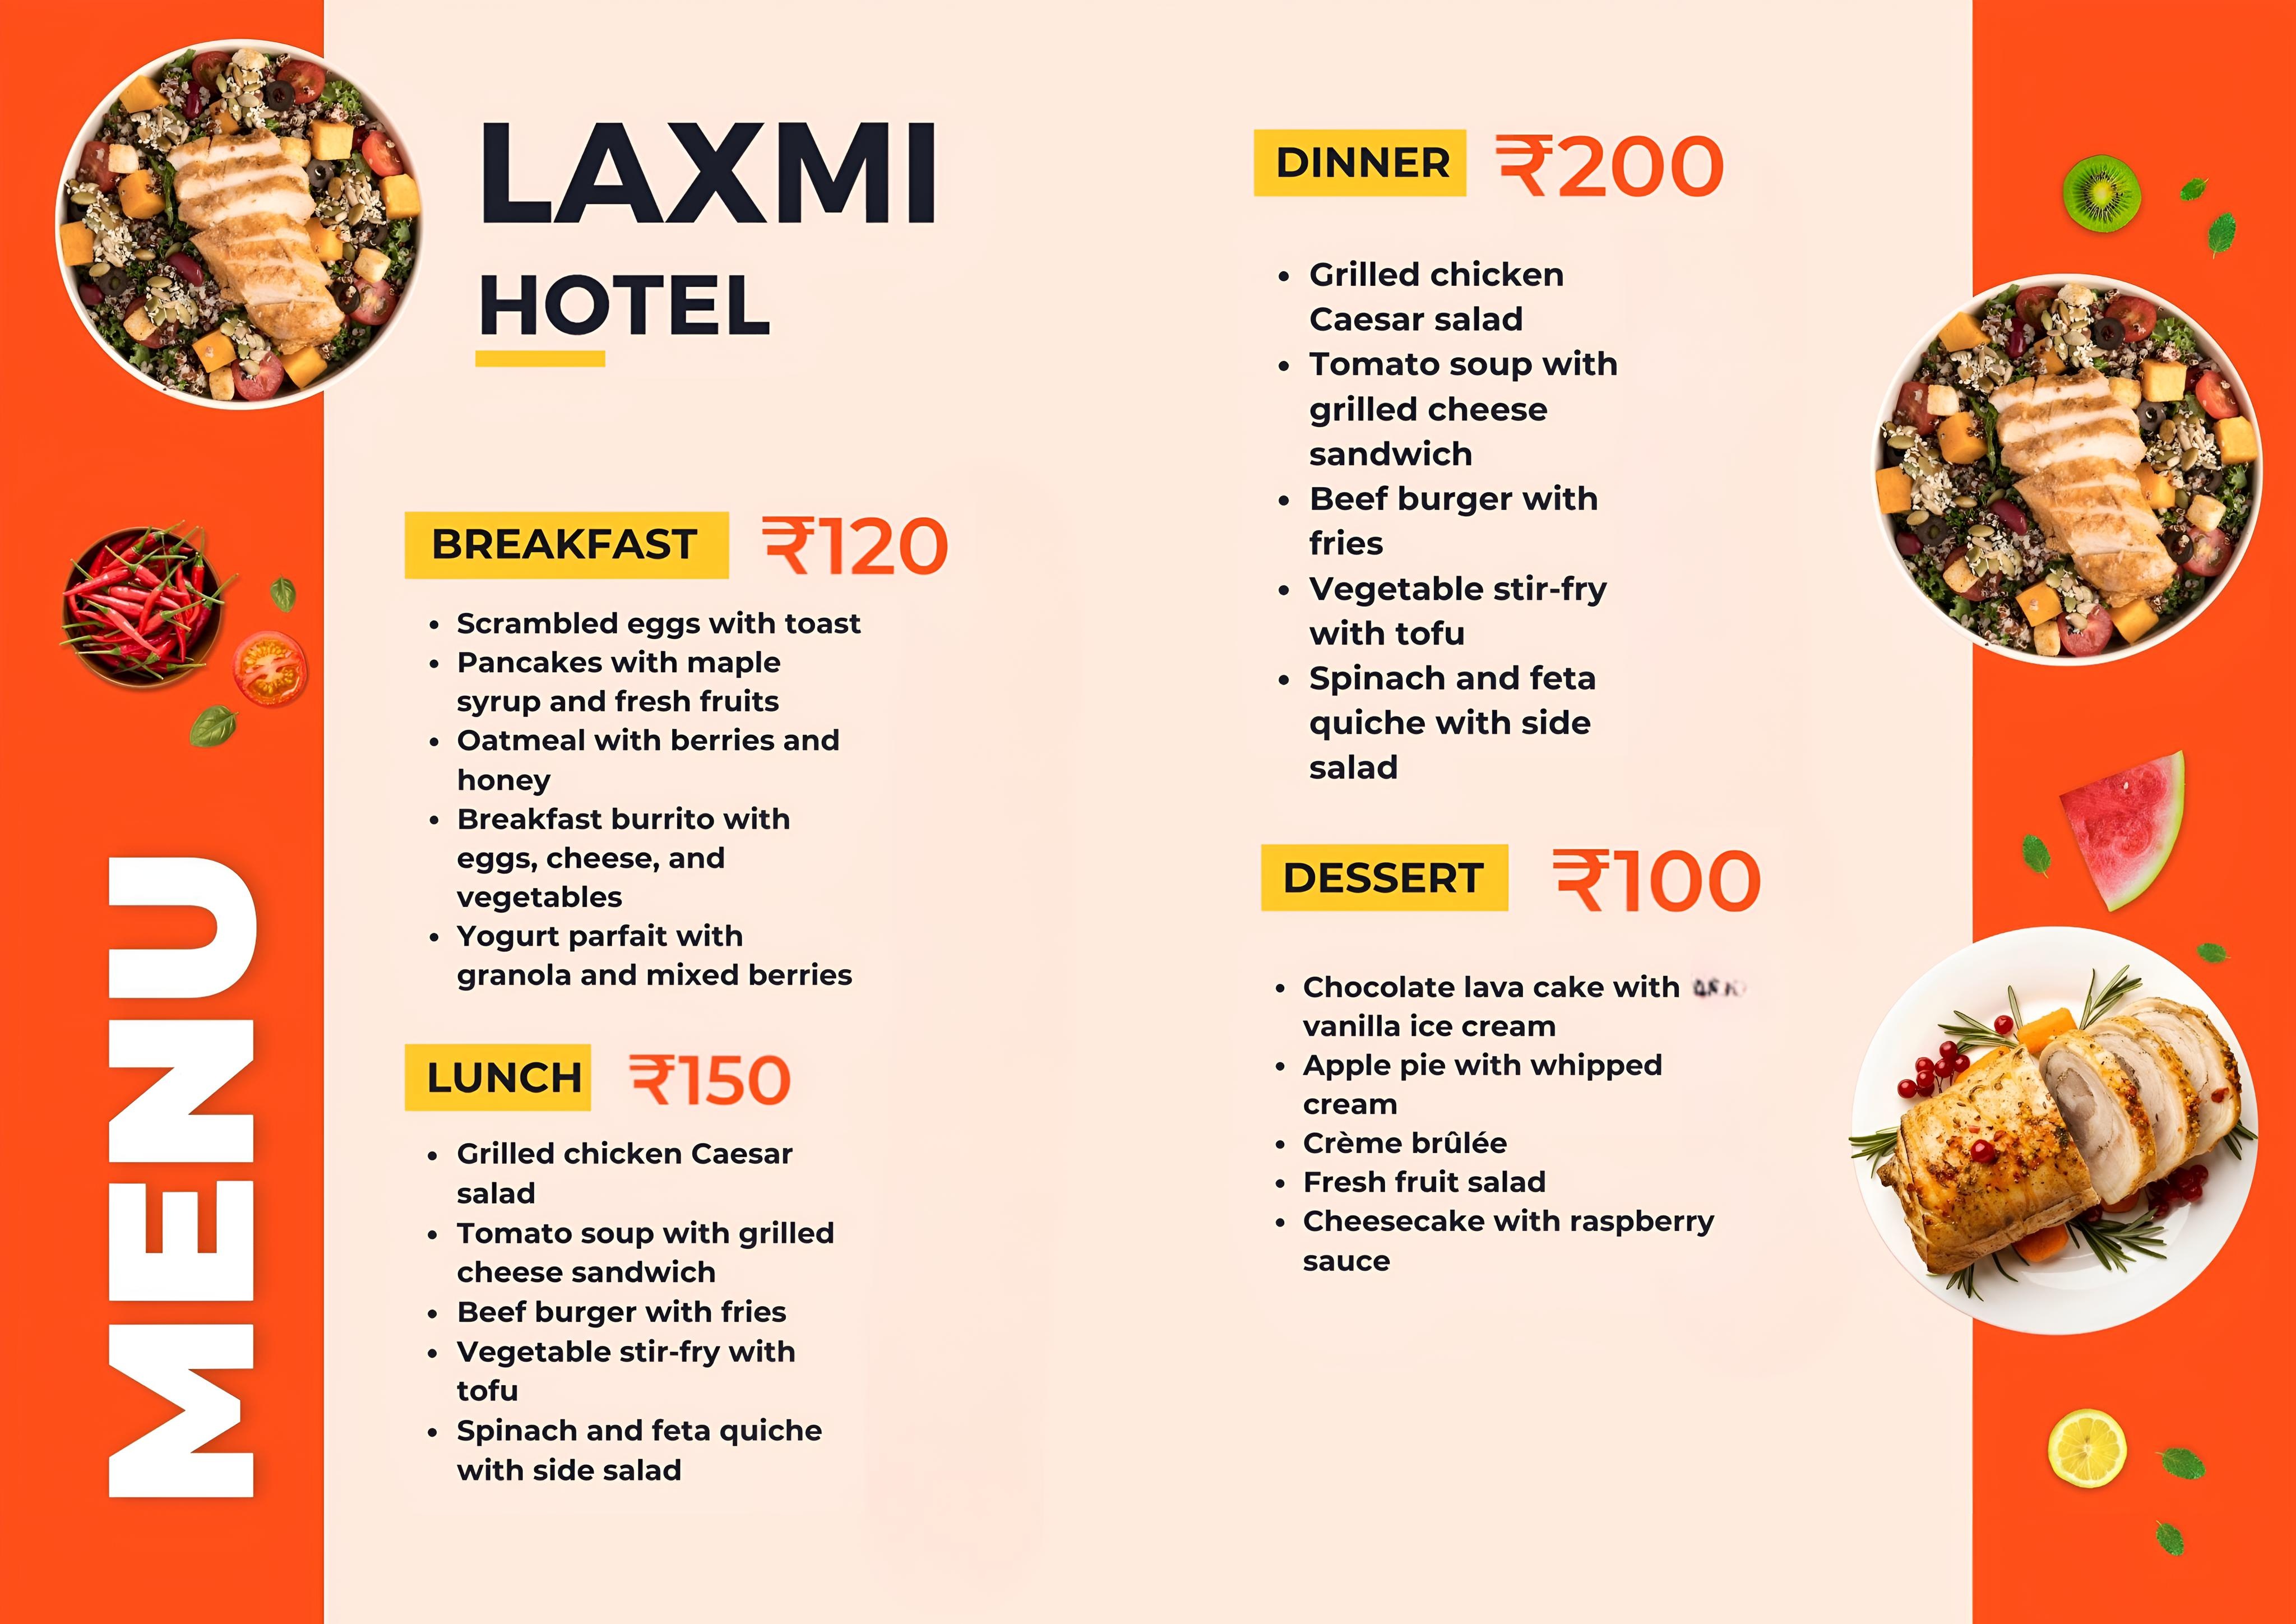 LAXMI
HOTEL
BREAKFAST ₹120
• Scrambled eggs with toast
• Pancakes with maple
syrup and fresh fruits
• Oatmeal with berries and
honey
• Breakfast burrito with
eggs, cheese, and
vegetables
• Yogurt parfait with
granola and mixed berries
LUNCH ₹150
• Grilled chicken Caesar
salad
• Tomato soup with grilled
cheese sandwich
• Beef burger with fries
• Vegetable stir-fry with
tofu
• Spinach and feta quiche
with side salad
DINNER ₹200
• Grilled chicken
Caesar salad
• Tomato soup with
grilled cheese
sandwich
• Beef burger with
fries
• Vegetable stir-fry
with tofu
• Spinach and feta
quiche with side
salad
DESSERT ₹100
• Chocolate lava cake with
vanilla ice cream
• Apple pie with whipped
cream
• Crème brûlée
• Fresh fruit salad
• Cheesecake with raspberry
sauce
MENU